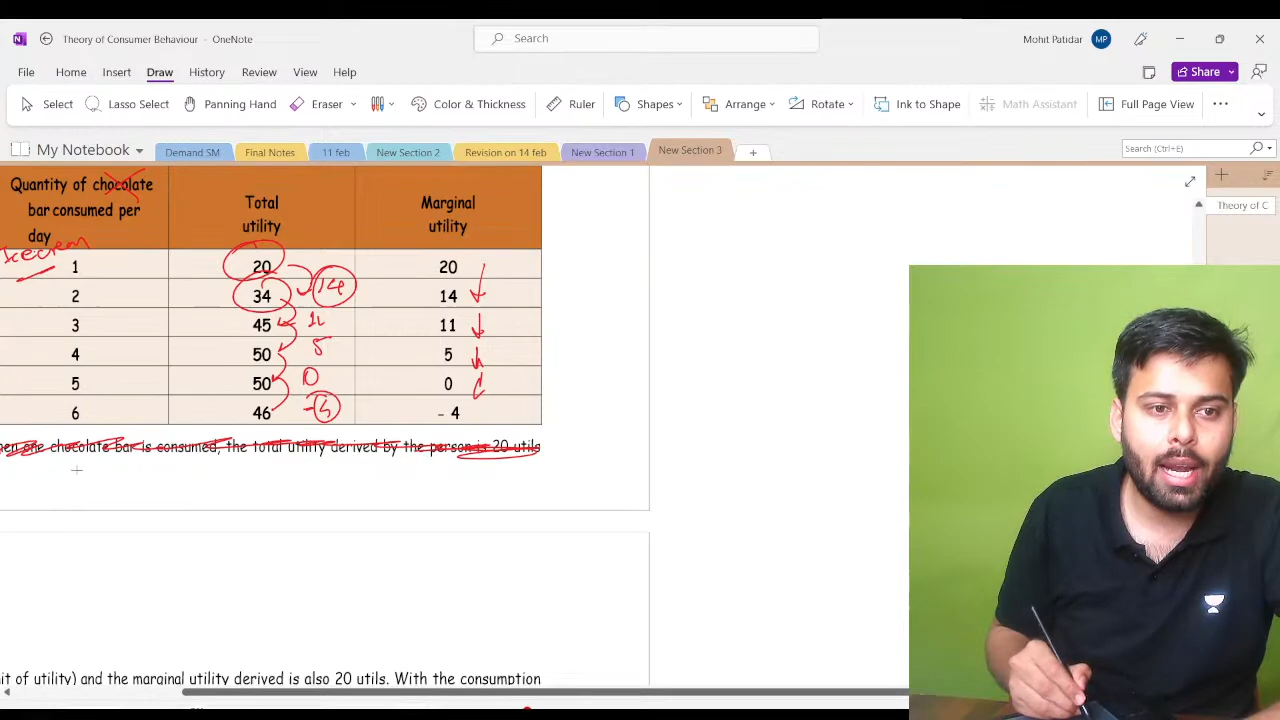 Theory of Consumer Behaviour - OneNote
Search
Mohit Patidar MP
File Home Insert Draw History Review View Help
Share
Select Lasso Select Panning Hand Eraser Color & Thickness Ruler Shapes Arrange Rotate Ink to Shape Math Assistant Full Page View
My Notebook Demand SM Final Notes 11 feb New Section 2 Revision on 14 feb New Section 1 New Section 3
Search (Ctrl+E)
Theory of C
Quantity of chocolate
bar consumed per
day
Total
utility
Marginal
utility
Icecream
1 20 20
14
2 34 14
11
3 45 11
5
4 50 5
0
5 50 0
6 46 - 4
one chocolate bar is consumed, the total utility derived by the person is 20 utils
it of utility) and the marginal utility derived is also 20 utils. With the consumption